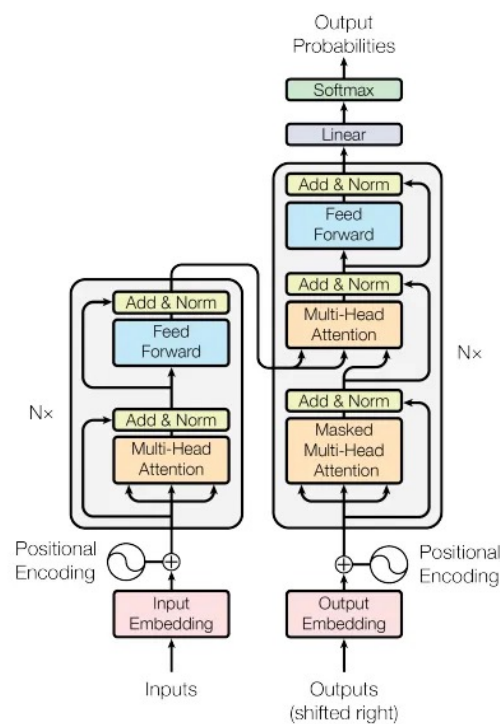 Output
Probabilities
Softmax
Linear
Add & Norm
Feed
Forward
Add & Norm
Multi-Head
Attention
Add & Norm
Masked
Multi-Head
Attention
Nx
Add & Norm
Feed
Forward
Add & Norm
Multi-Head
Attention
Nx
Positional
Encoding
Positional
Encoding
Input
Embedding
Output
Embedding
Inputs
Outputs
(shifted right)